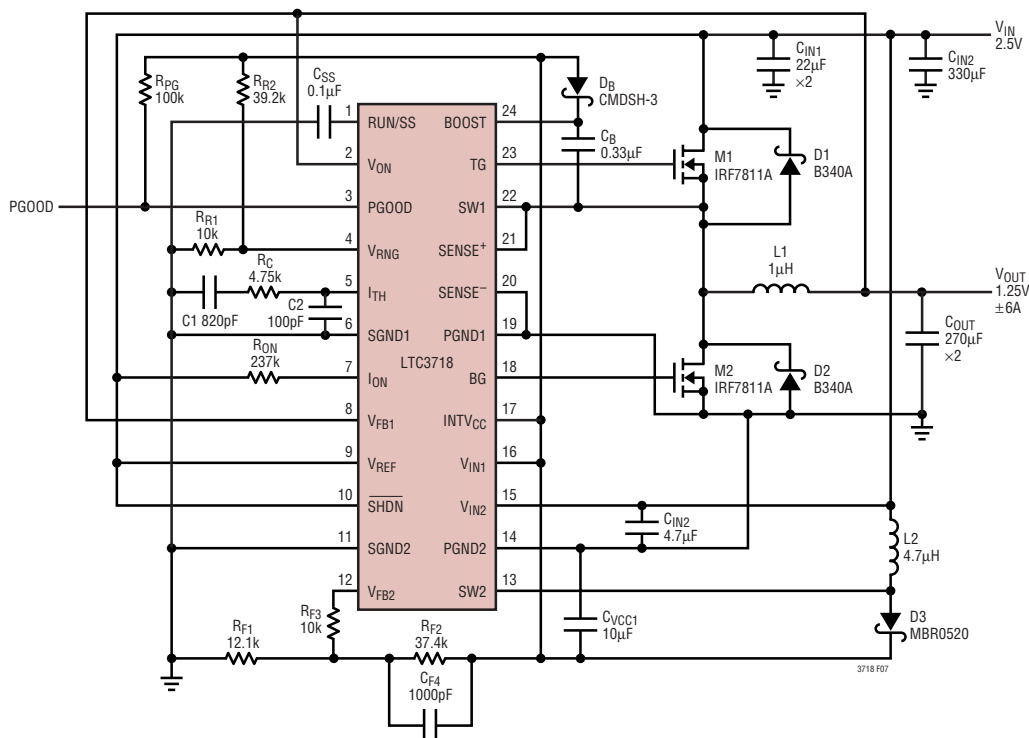 VIN
2.5V
CIN1
22µF
×2
CIN2
330µF
RPG
100k
RR2
39.2k
CSS
0.1µF
DB
CMDSH-3
CB
0.33µF
1
RUN/SS
BOOST
24
2
VON
TG
23
M1
IRF7811A
D1
B340A
PGOOD
3
PGOOD
SW1
22
RR1
10k
4
VRNG
SENSE+
21
RC
4.75k
5
ITH
SENSE–
20
L1
1µH
VOUT
1.25V
±6A
C1 820pF
C2
100pF
6
SGND1
PGND1
19
COUT
270µF
×2
LTC3718
RON
237k
7
ION
BG
18
M2
IRF7811A
D2
B340A
8
VFB1
INTVCC
17
9
VREF
VIN1
16
10
SHDN
VIN2
15
CIN2
4.7µF
L2
4.7µH
11
SGND2
PGND2
14
12
VFB2
SW2
13
RF3
10k
CVCC1
10µF
D3
MBR0520
RF1
12.1k
RF2
37.4k
CF4
1000pF
3718 F07